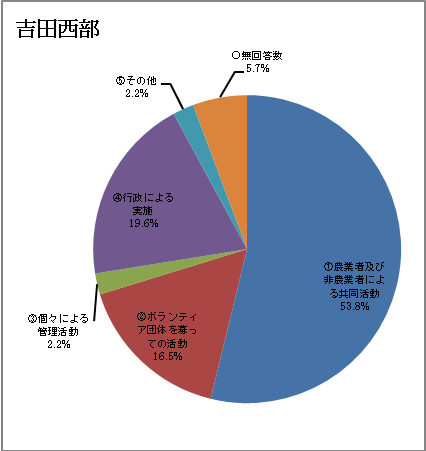 吉田西部
○無回答数
5.7%
⑤その他
2.2%
④行政による
実施
19.6%
①農業者及び
非農業者によ
る共同活動
53.8%
③個々による
管理活動
2.2%
②ボランティ
ア団体を募っ
ての活動
16.5%